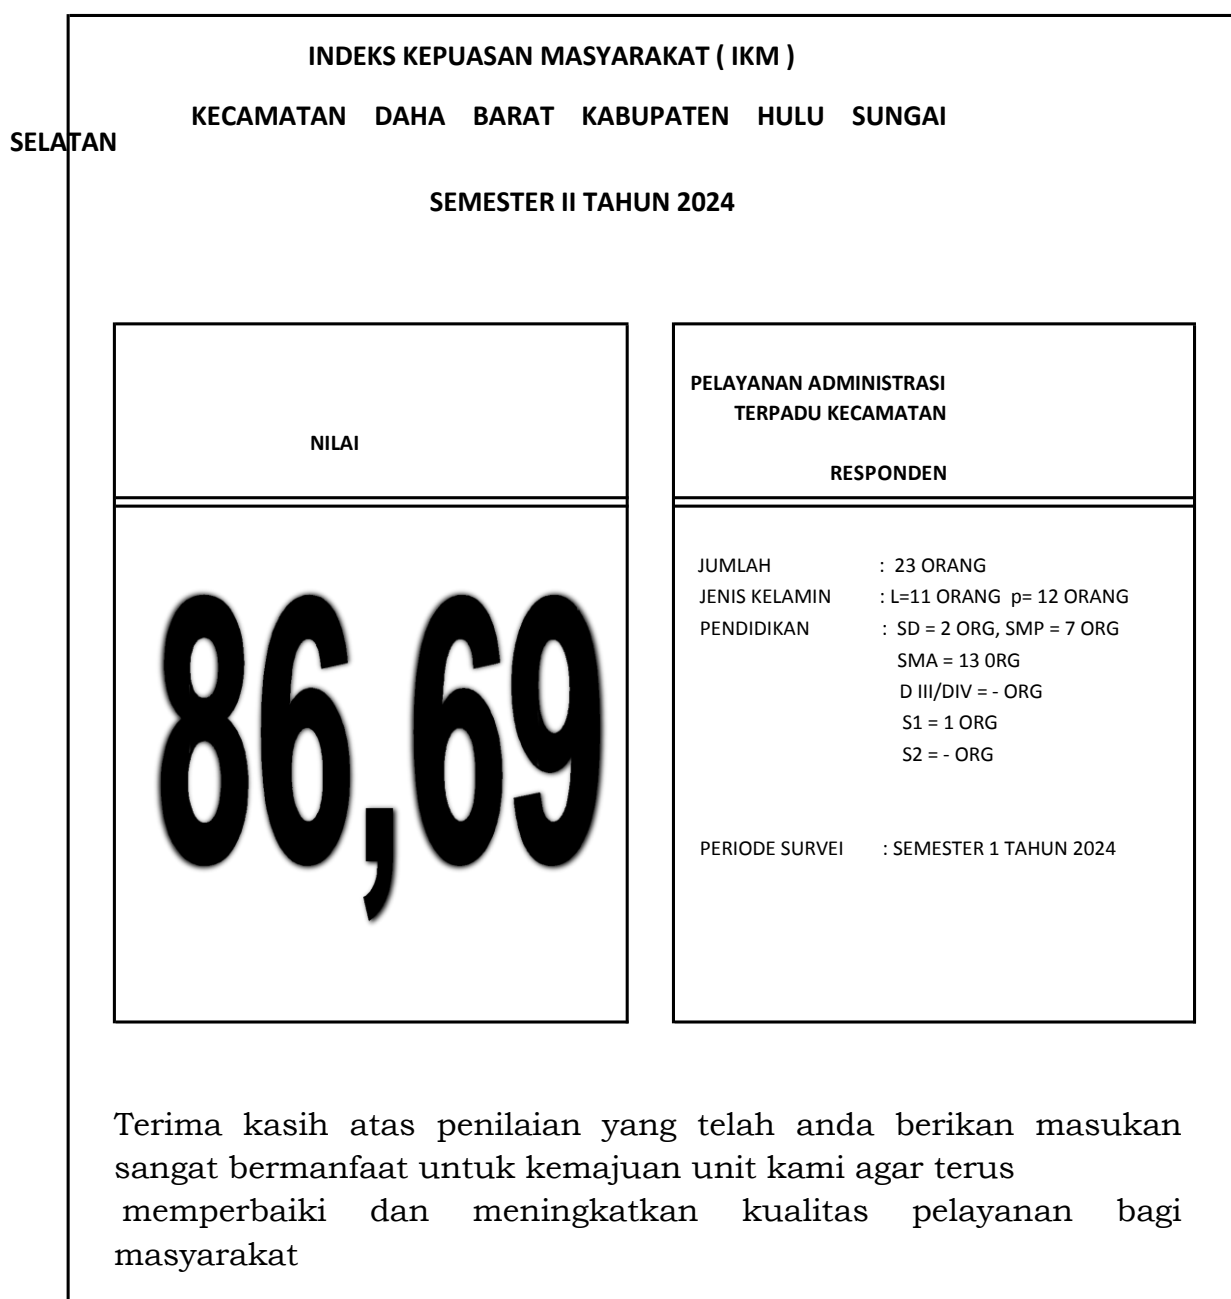 INDEKS KEPUASAN MASYARAKAT ( IKM )
KECAMATAN DAHA BARAT KABUPATEN HULU SUNGAI
SELATAN
SEMESTER II TAHUN 2024
NILAI
86,69
PELAYANAN ADMINISTRASI
TERPADU KECAMATAN
RESPONDEN
JUMLAH : 23 ORANG
JENIS KELAMIN : L=11 ORANG p= 12 ORANG
PENDIDIKAN : SD = 2 ORG, SMP = 7 ORG
SMA = 13 0RG
D III/DIV = - ORG
S1 = 1 ORG
S2 = - ORG
PERIODE SURVEI : SEMESTER 1 TAHUN 2024
Terima kasih atas penilaian yang telah anda berikan masukan
sangat bermanfaat untuk kemajuan unit kami agar terus
memperbaiki dan meningkatkan kualitas pelayanan bagi
masyarakat